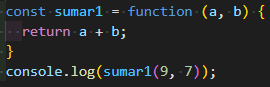 const sumar1 = function (a, b) {
  return a + b;
}
console.log(sumar1(9, 7));